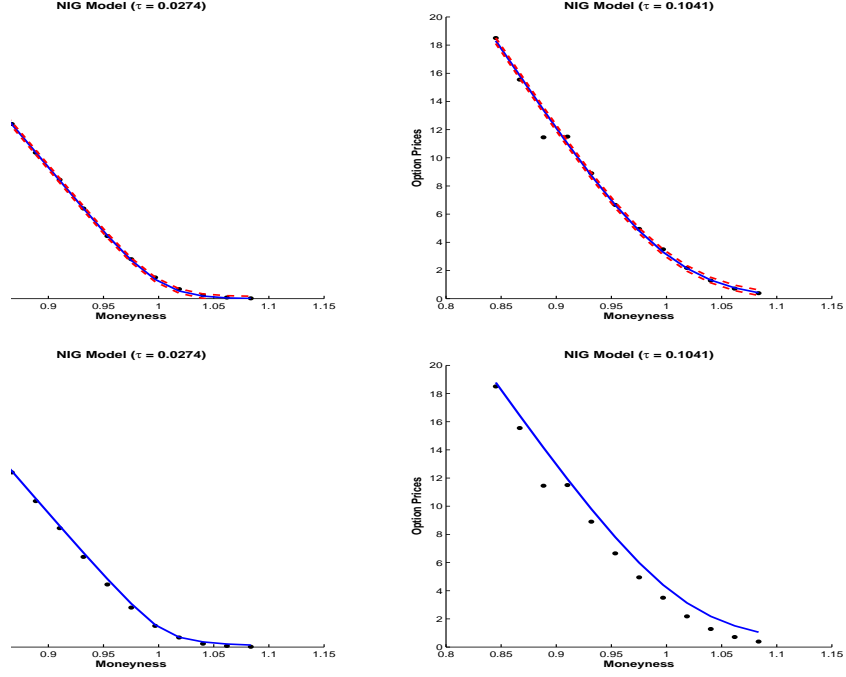 NIG Model (τ = 0.0274)
0.9 0.95 1 1.05 1.1 1.15
Moneyness
NIG Model (τ = 0.1041)
20
18
16
14
12
10
8
6
4
2
0
Option Prices
0.8 0.85 0.9 0.95 1 1.05 1.1 1.15
Moneyness
NIG Model (τ = 0.0274)
0.9 0.95 1 1.05 1.1 1.15
Moneyness
NIG Model (τ = 0.1041)
20
18
16
14
12
10
8
6
4
2
0
Option Prices
0.8 0.85 0.9 0.95 1 1.05 1.1 1.15
Moneyness